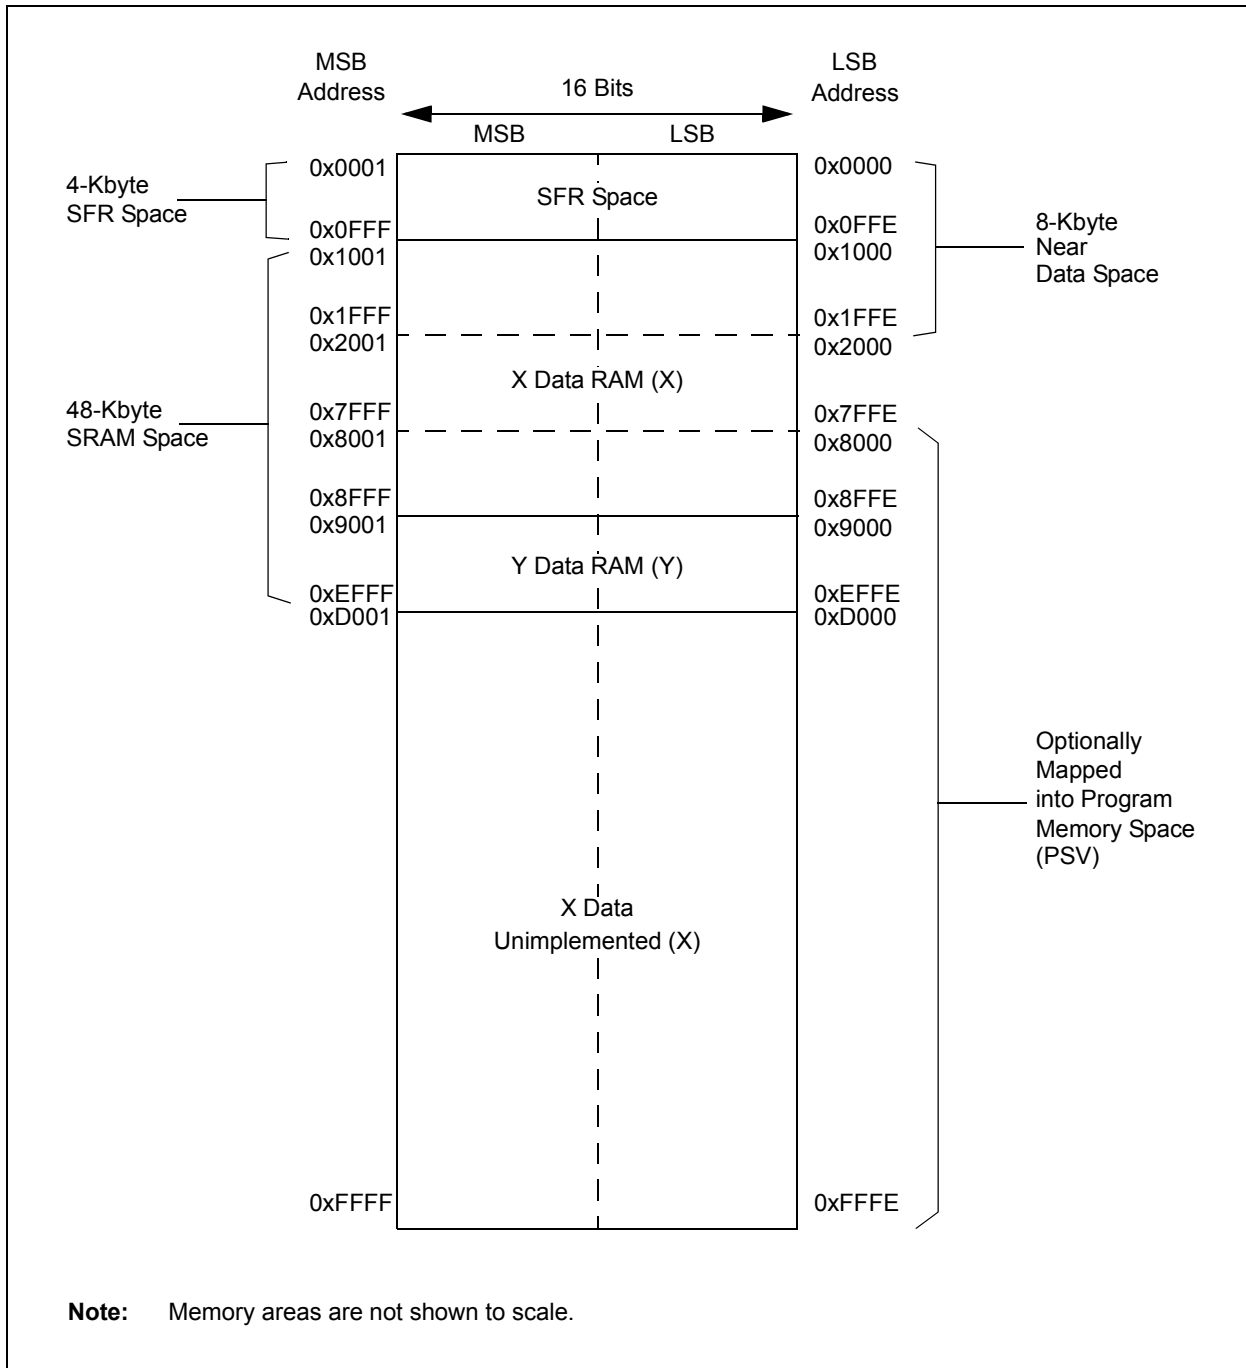 MSB
Address
LSB
Address
16 Bits
MSB
LSB
4-Kbyte
SFR Space
0x0001
0x0FFF
0x1001
SFR Space
0x0000
0x0FFE
0x1000
8-Kbyte
Near
Data Space
0x1FFF
0x2001
0x1FFE
0x2000
X Data RAM (X)
48-Kbyte
SRAM Space
0x7FFF
0x8001
0x7FFE
0x8000
0x8FFF
0x9001
0x8FFE
0x9000
Y Data RAM (Y)
0xEFFF
0xD001
0xEFFE
0xD000
Optionally
Mapped
into Program
Memory Space
(PSV)
X Data
Unimplemented (X)
0xFFFF
0xFFFE
Note: Memory areas are not shown to scale.